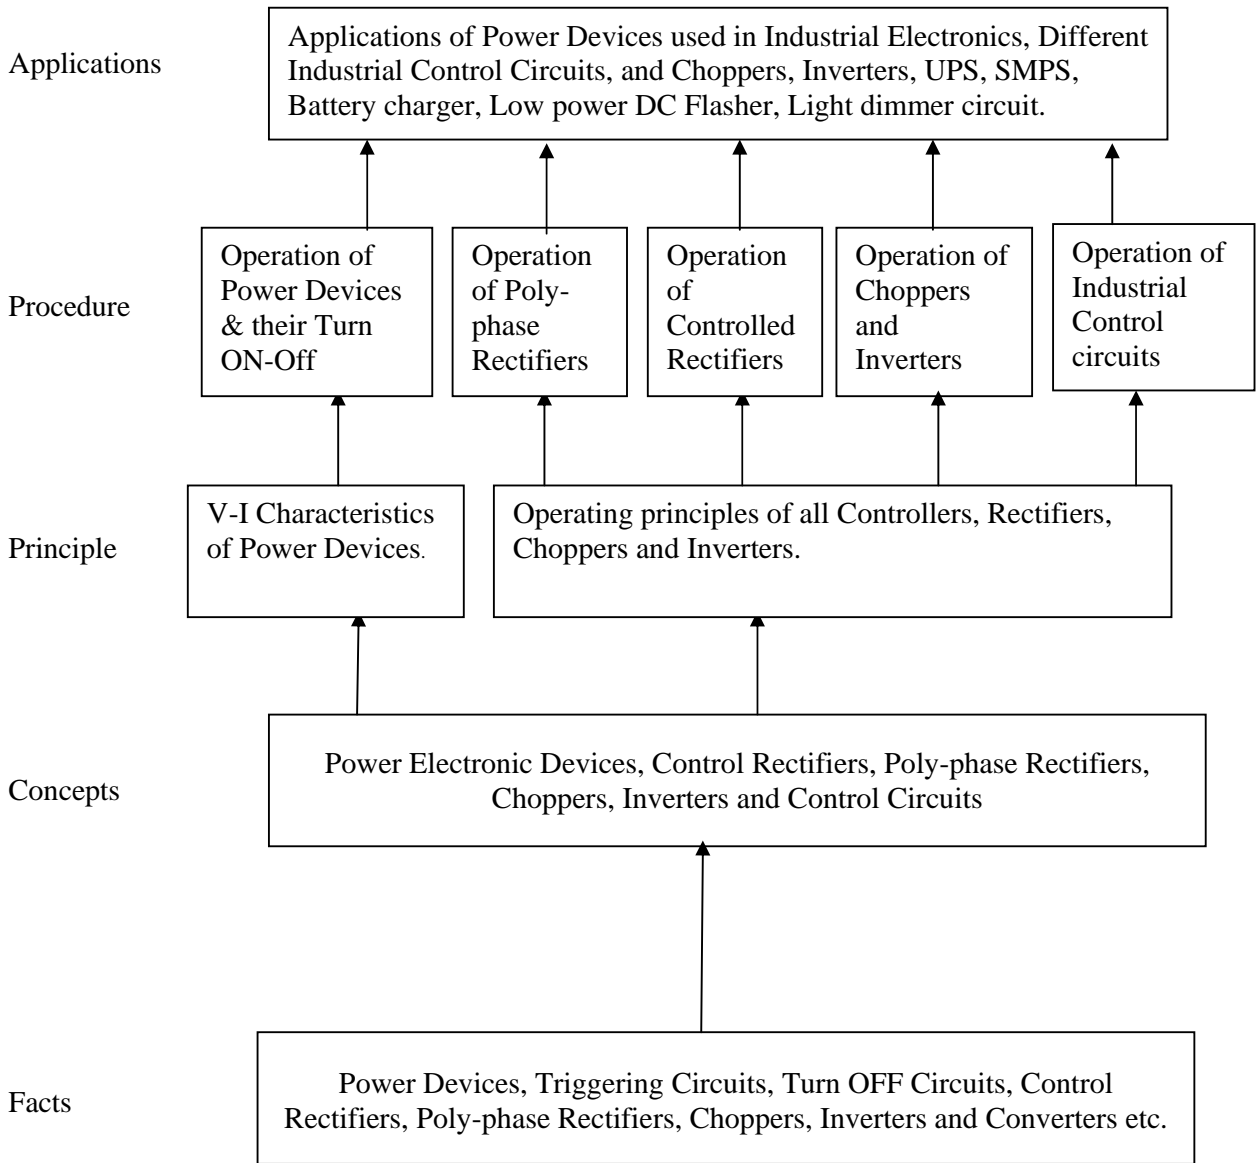 Applications
Applications of Power Devices used in Industrial Electronics, Different
Industrial Control Circuits, and Choppers, Inverters, UPS, SMPS,
Battery charger, Low power DC Flasher, Light dimmer circuit.
Procedure
Operation of
Power Devices
& their Turn
ON-Off
Operation
of Poly-
phase
Rectifiers
Operation
of
Controlled
Rectifiers
Operation of
Choppers
and
Inverters
Operation of
Industrial
Control
circuits
Principle
V-I Characteristics
of Power Devices.
Operating principles of all Controllers, Rectifiers,
Choppers and Inverters.
Concepts
Power Electronic Devices, Control Rectifiers, Poly-phase Rectifiers,
Choppers, Inverters and Control Circuits
Facts
Power Devices, Triggering Circuits, Turn OFF Circuits, Control
Rectifiers, Poly-phase Rectifiers, Choppers, Inverters and Converters etc.